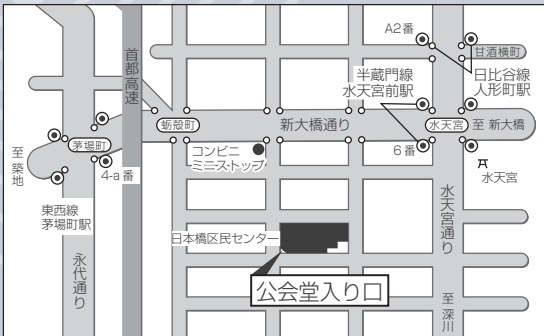 A2番
甘酒横町
首都高速
半蔵門線
水天宮前駅
日比谷線
人形町駅
蛎殻町
新大橋通り
水天宮
至 新大橋
至 築地
茅場町
コンビニ
ミニストップ
6番
4-a番
水天宮
東西線
茅場町駅
水天宮通り
日本橋区民センター
永代通り
公会堂入り口
至 深川